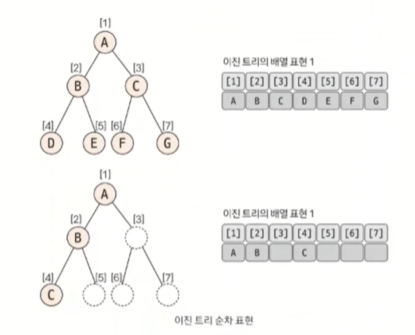 [1]
A
[2] [3]
B C
[4] [5] [6] [7]
D E F G
이진 트리의 배열 표현 1
[1] [2] [3] [4] [5] [6] [7]
A B C D E F G
[1]
A
[2] [3]
B
[4] [5] [6] [7]
C
이진 트리의 배열 표현 1
[1] [2] [3] [4] [5] [6] [7]
A B C
이진 트리 순차 표현